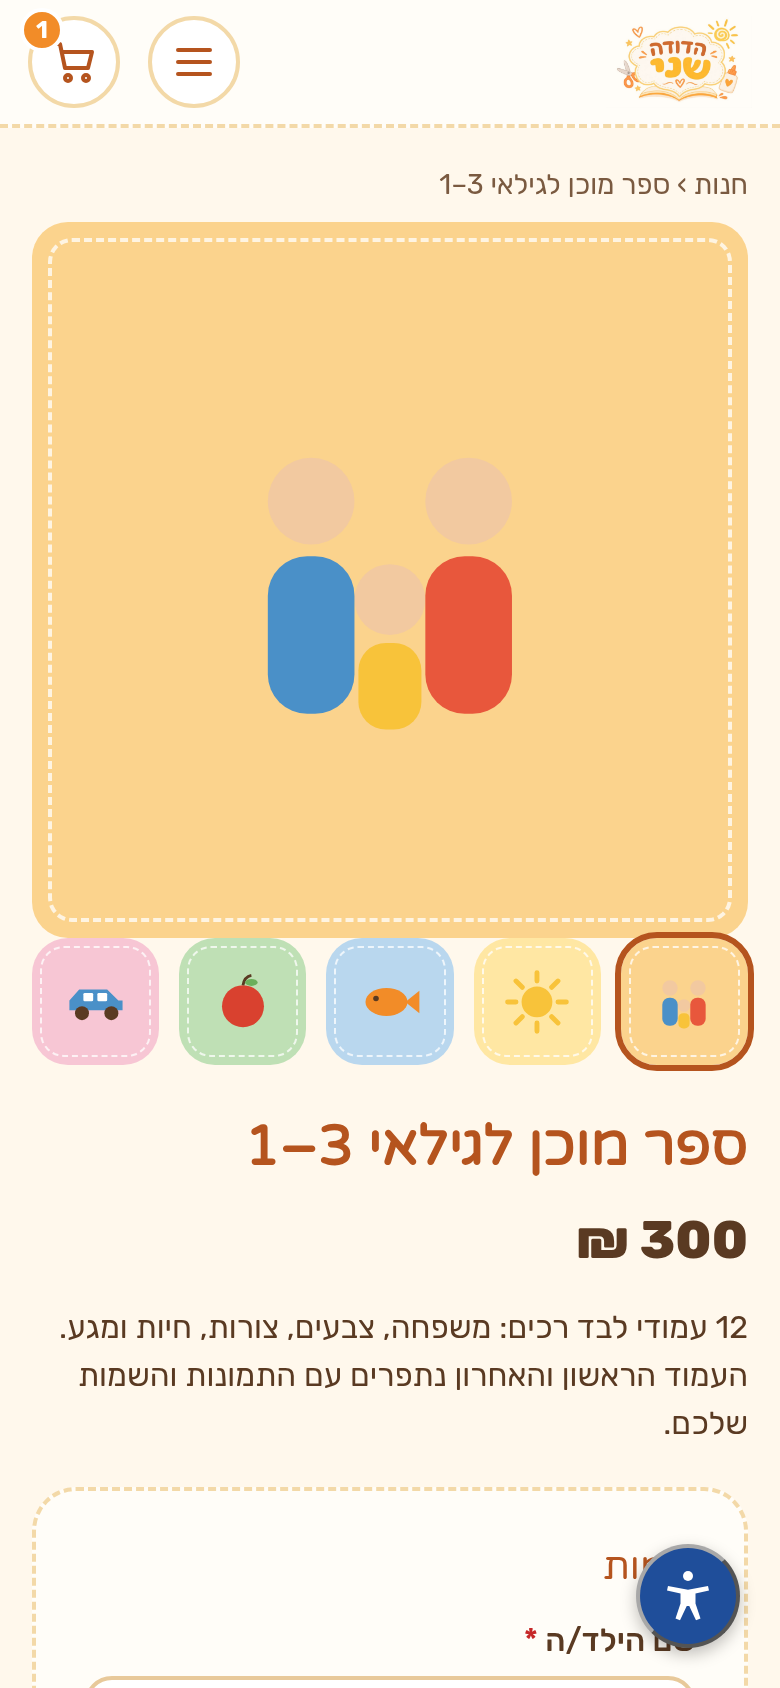 1
הדודה
שני
חנות › ספר מוכן לגילאי 1–3
ספר מוכן לגילאי 1–3
300 ₪
12 עמודי לבד רכים: משפחה, צבעים, צורות, חיות ומגע.
העמוד הראשון והאחרון נתפרים עם התמונות והשמות
שלכם.
הילד/ה *